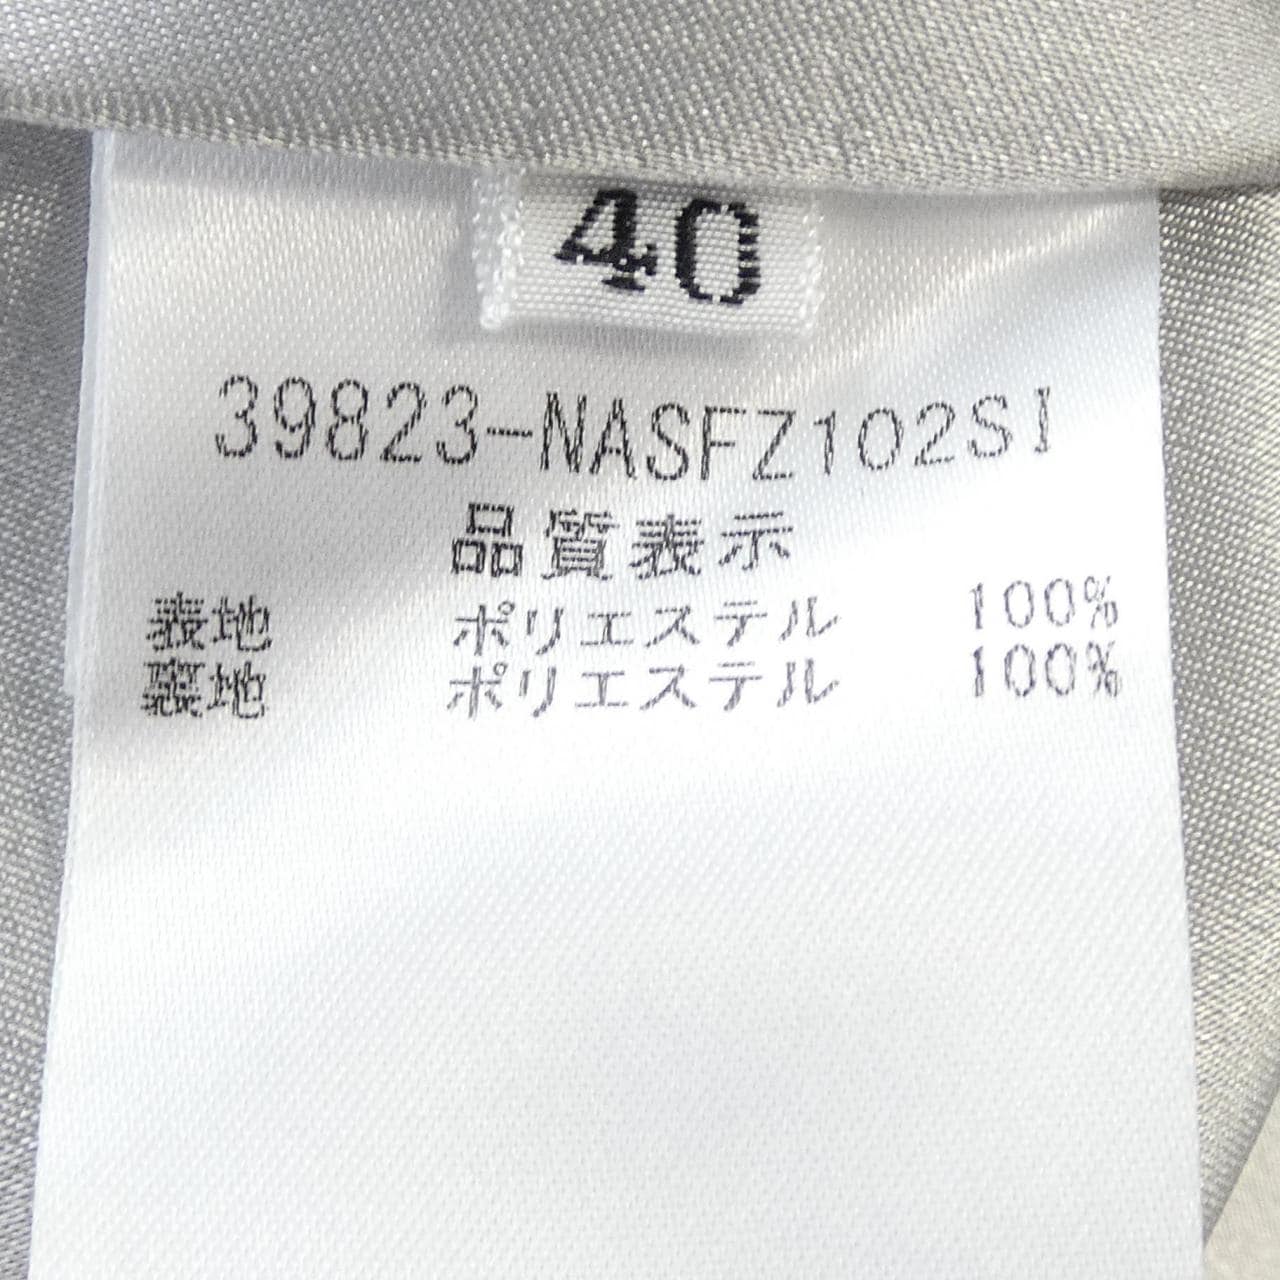 40
39823-NASFZ102SI
品質表示
表地 ポリエステル 100%
裏地 ポリエステル 100%